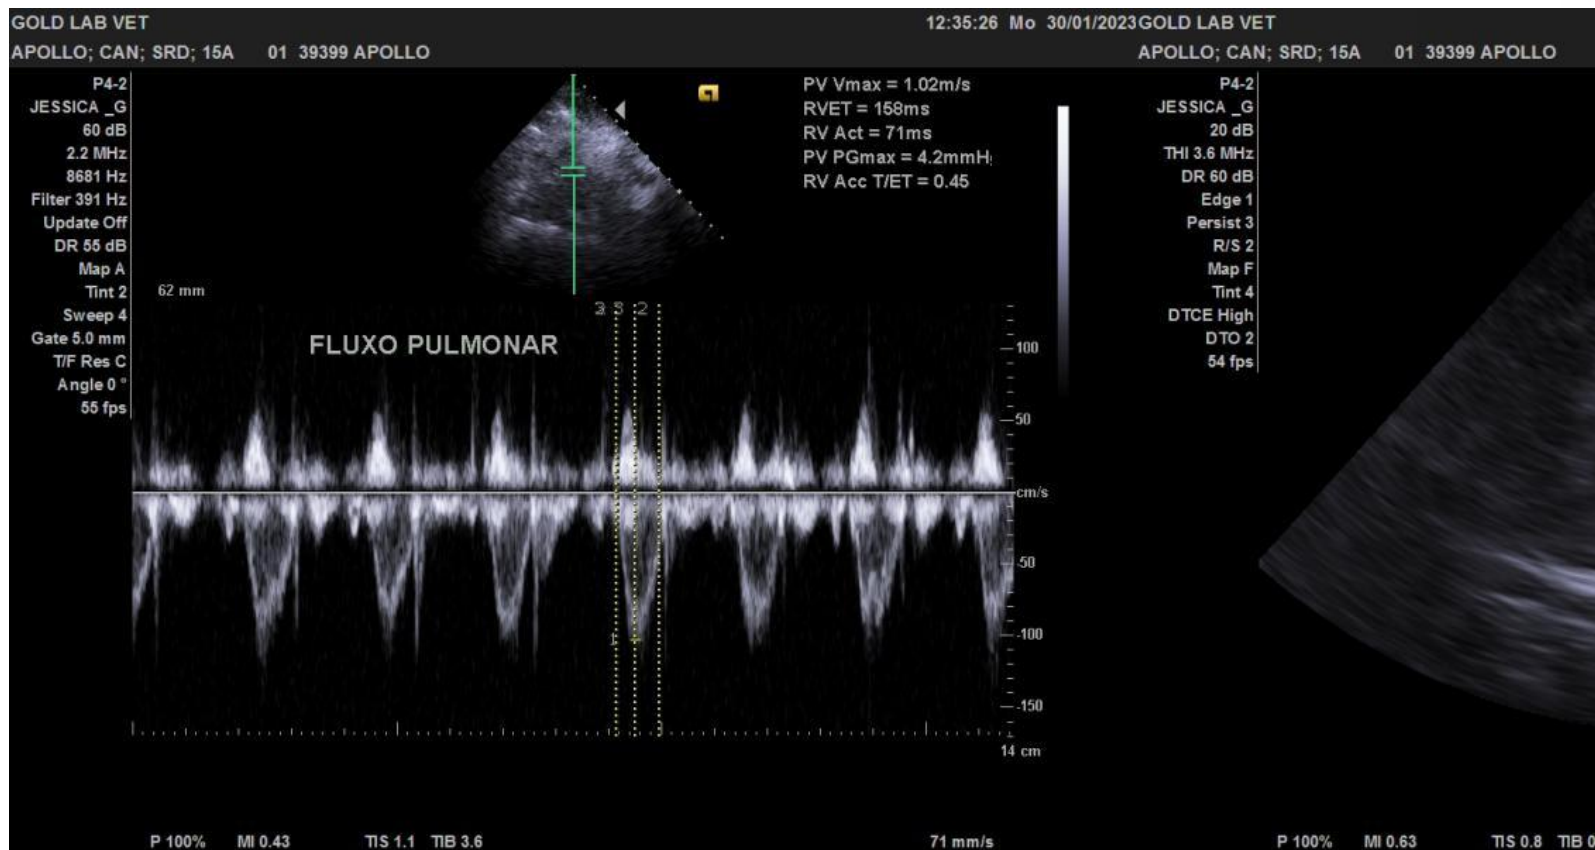 GOLD LAB VET
12:35:26 Mo 30/01/2023
APOLLO; CAN; SRD; 15A 01 39399 APOLLO
P4-2
JESSICA _G
60 dB
2.2 MHz
8681 Hz
Filter 391 Hz
Update Off
DR 55 dB
Map A
Tint 2
Sweep 4
Gate 5.0 mm
T/F Res C
Angle 0 °
55 fps
62 mm
PV Vmax = 1.02m/s
RVET = 158ms
RV Act = 71ms
PV PGmax = 4.2mmH
RV Acc T/ET = 0.45
2
FLUXO PULMONAR
1
100
50
cm/s
-50
-100
-150
14 cm
P 100% MI 0.43 TIS 1.1 TIB 3.6 71 mm/s
GOLD LAB VET
APOLLO; CAN; SRD; 15A 01 39399 APOLLO
P4-2
JESSICA _G
20 dB
THI 3.6 MHz
DR 60 dB
Edge 1
Persist 3
R/S 2
Map F
Tint 4
DTCE High
DTO 2
54 fps
P 100% MI 0.63 TIS 0.8 TIB